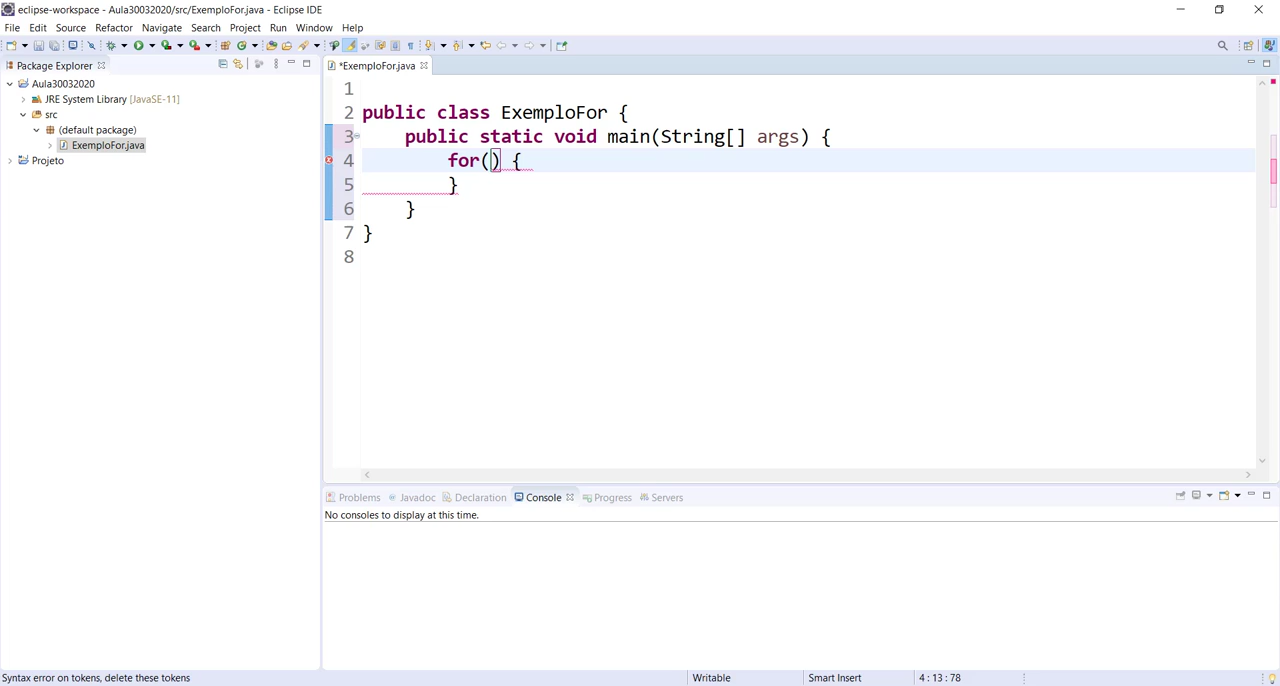 eclipse-workspace - Aula30032020/src/ExemploFor.java - Eclipse IDE
File Edit Source Refactor Navigate Search Project Run Window Help
Package Explorer
*ExemploFor.java
Aula30032020
JRE System Library [JavaSE-11]
src
(default package)
ExemploFor.java
Projeto
1
2 public class ExemploFor {
3 public static void main(String[] args) {
4 for() {
5 }
6 }
7 }
8
Problems Javadoc Declaration Console Progress Servers
No consoles to display at this time.
Syntax error on tokens, delete these tokens Writable Smart Insert 4 : 13 : 78